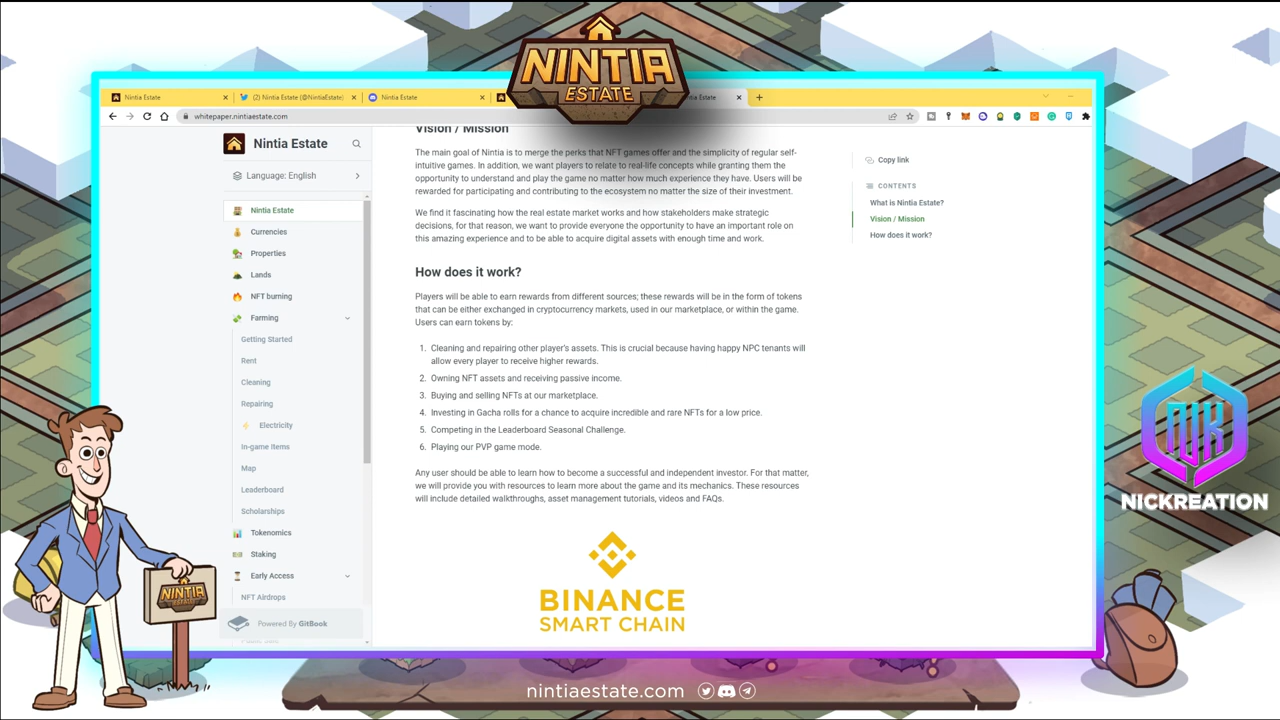 NINTIA
ESTATE
Nintia Estate
(2) Nintia Estate (@NintiaEstate)
Nintia Estate
whitepaper.nintiaestate.com
Nintia Estate
Language: English
Nintia Estate
Currencies
Properties
Lands
NFT burning
Farming
Getting Started
Rent
Cleaning
Repairing
Electricity
In-game Items
Map
Leaderboard
Scholarships
Tokenomics
Staking
Early Access
NFT Airdrops
Powered By GitBook
Vision / Mission
The main goal of Nintia is to merge the perks that NFT games offer and the simplicity of regular self-
intuitive games. In addition, we want players to relate to real-life concepts while granting them the
opportunity to understand and play the game no matter how much experience they have. Users will be
rewarded for participating and contributing to the ecosystem no matter the size of their investment.
We find it fascinating how the real estate market works and how stakeholders make strategic
decisions, for that reason, we want to provide everyone the opportunity to have an important role on
this amazing experience and to be able to acquire digital assets with enough time and work.
How does it work?
Players will be able to earn rewards from different sources; these rewards will be in the form of tokens
that can be either exchanged in cryptocurrency markets, used in our marketplace, or within the game.
Users can earn tokens by:
1. Cleaning and repairing other player's assets. This is crucial because having happy NPC tenants will
allow every player to receive higher rewards.
2. Owning NFT assets and receiving passive income.
3. Buying and selling NFTs at our marketplace.
4. Investing in Gacha rolls for a chance to acquire incredible and rare NFTs for a low price.
5. Competing in the Leaderboard Seasonal Challenge.
6. Playing our PVP game mode.
Any user should be able to learn how to become a successful and independent investor. For that matter,
we will provide you with resources to learn more about the game and its mechanics. These resources
will include detailed walkthroughs, asset management tutorials, videos and FAQs.
BINANCE
SMART CHAIN
Copy link
CONTENTS
What is Nintia Estate?
Vision / Mission
How does it work?
NINTIA
ESTATE
NICKREATION
nintiaestate.com